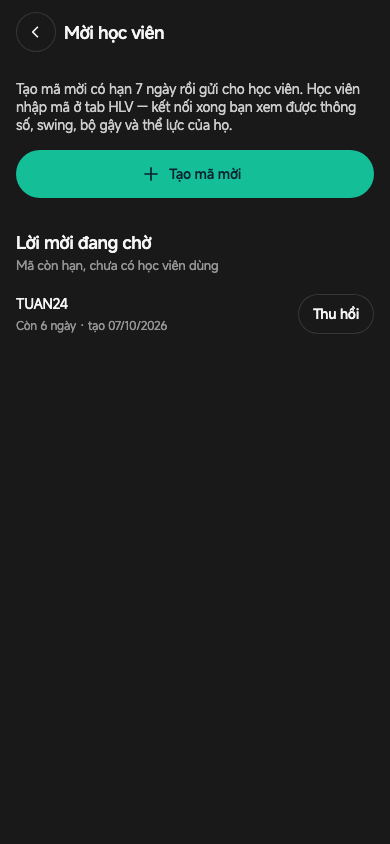 Mời học viên
Tạo mã mời có hạn 7 ngày rồi gửi cho học viên. Học viên
nhập mã ở tab HLV — kết nối xong bạn xem được thông
số, swing, bộ gậy và thể lực của họ.
Tạo mã mời
Lời mời đang chờ
Mã còn hạn, chưa có học viên dùng
TUAN24
Còn 6 ngày · tạo 07/10/2026
Thu hồi